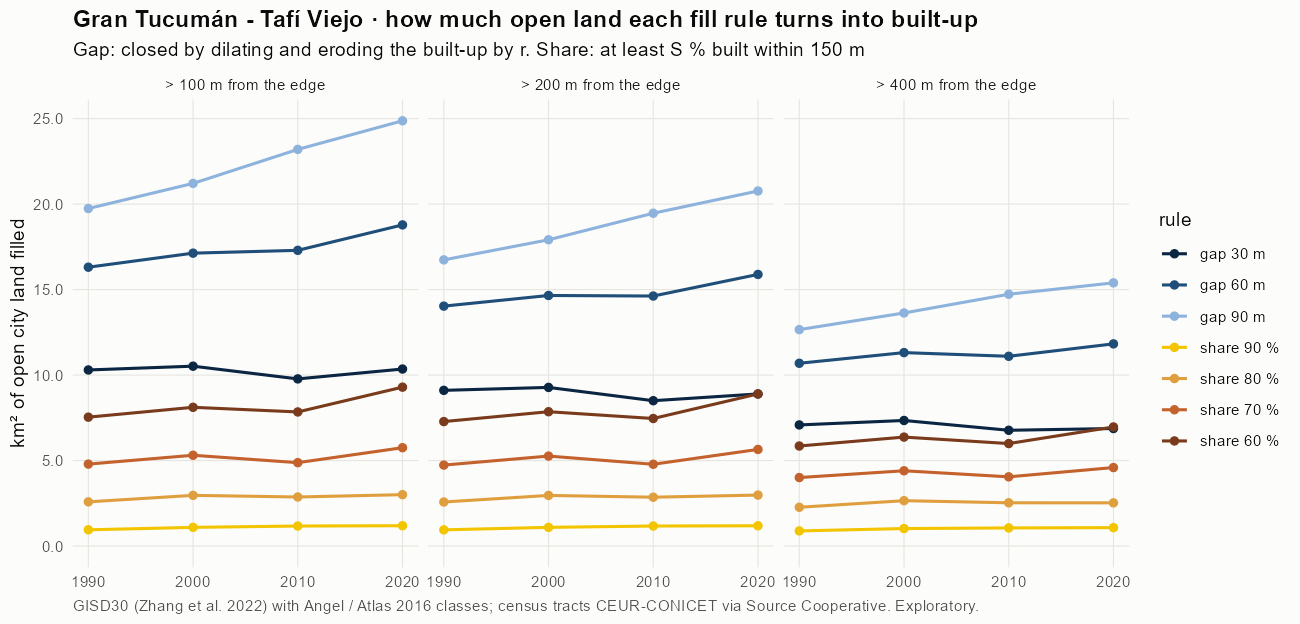 Gran Tucumán - Tafí Viejo · how much open land each fill rule turns into built-up
Gap: closed by dilating and eroding the built-up by r. Share: at least S % built within 150 m
> 100 m from the edge
> 200 m from the edge
> 400 m from the edge
km² of open city land filled
25.0
20.0
15.0
10.0
5.0
0.0
1990 2000 2010 2020
1990 2000 2010 2020
1990 2000 2010 2020
rule
gap 30 m
gap 60 m
gap 90 m
share 90 %
share 80 %
share 70 %
share 60 %
GISD30 (Zhang et al. 2022) with Angel / Atlas 2016 classes; census tracts CEUR-CONICET via Source Cooperative. Exploratory.